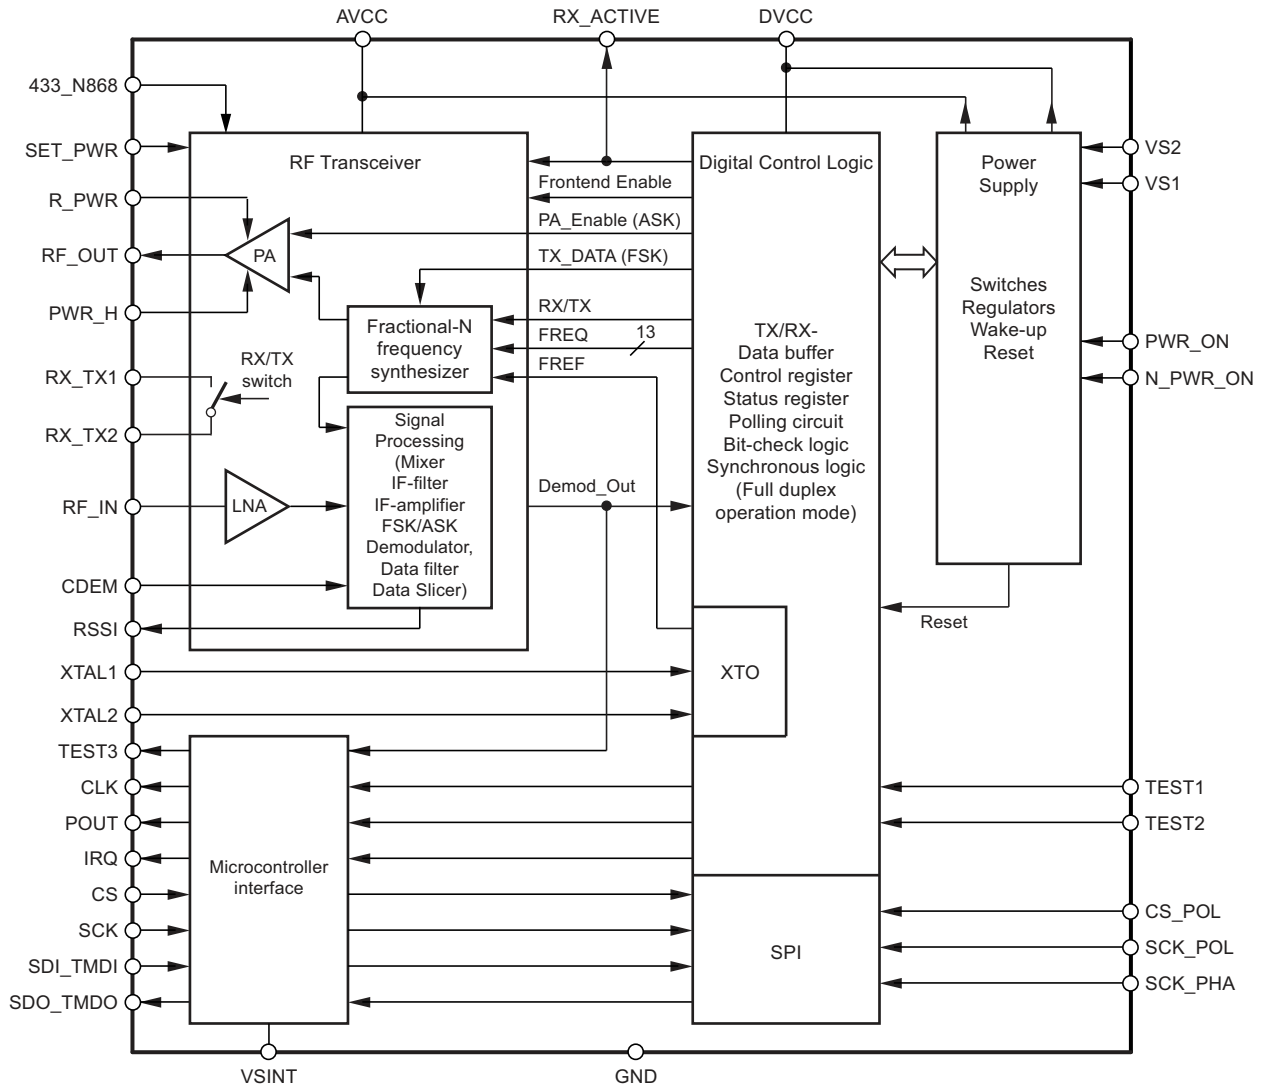 AVCC
RX_ACTIVE
DVCC
433_N868
SET_PWR
R_PWR
RF_OUT
PWR_H
RX_TX1
RX_TX2
RF_IN
CDEM
RSSI
XTAL1
XTAL2
TEST3
CLK
POUT
IRQ
CS
SCK
SDI_TMDI
SDO_TMDO
RF Transceiver
PA
RX/TX
switch
LNA
Fractional-N
frequency
synthesizer
Signal
Processing
(Mixer
IF-filter
IF-amplifier
FSK/ASK
Demodulator,
Data filter
Data Slicer)
Frontend Enable
PA_Enable (ASK)
TX_DATA (FSK)
RX/TX
FREQ
13
FREF
Demod_Out
Digital Control Logic
TX/RX-
Data buffer
Control register
Status register
Polling circuit
Bit-check logic
Synchronous logic
(Full duplex
operation mode)
XTO
Microcontroller
interface
SPI
Power
Supply
Switches
Regulators
Wake-up
Reset
Reset
VS2
VS1
PWR_ON
N_PWR_ON
TEST1
TEST2
CS_POL
SCK_POL
SCK_PHA
VSINT
GND